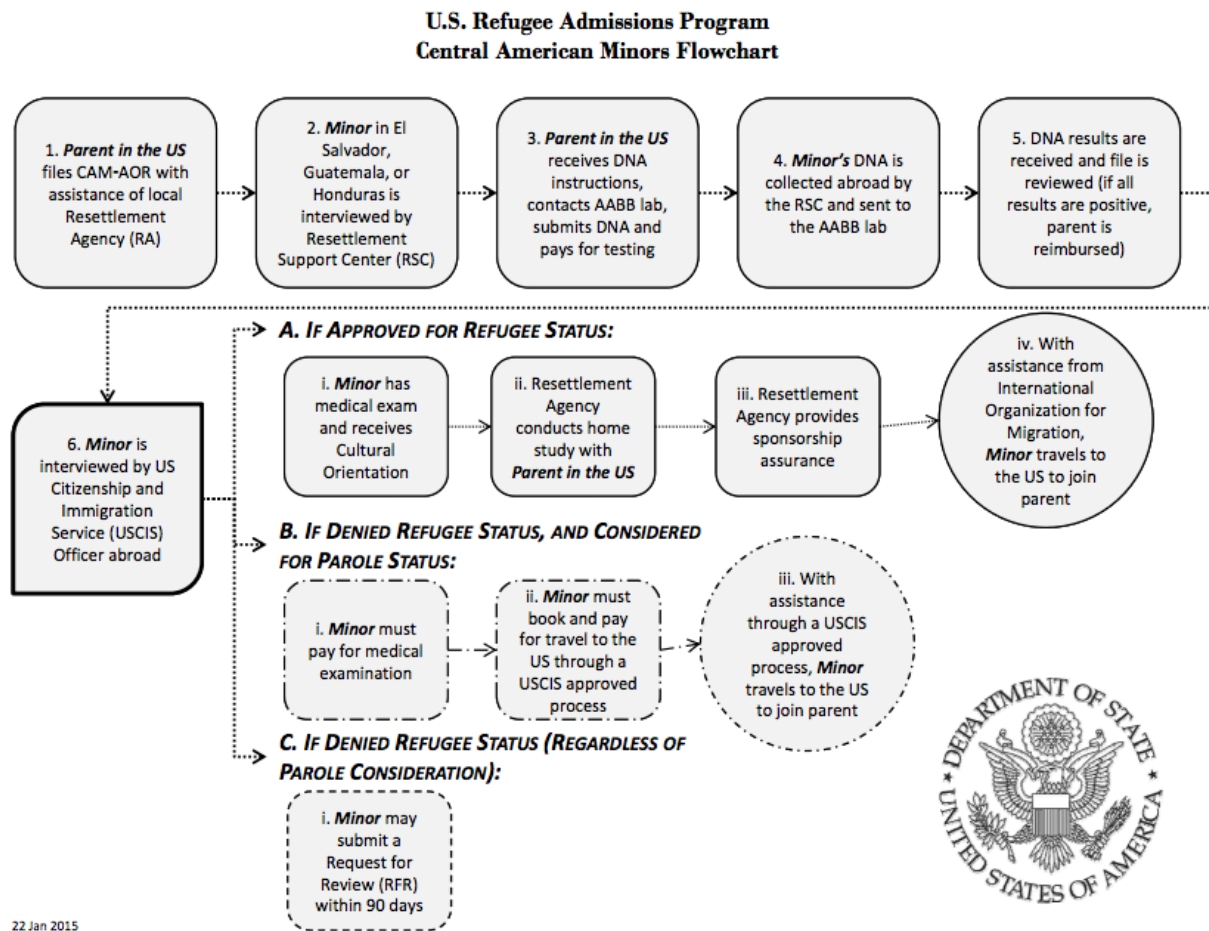 U.S. Refugee Admissions Program
Central American Minors Flowchart
1. Parent in the US
files CAM-AOR with
assistance of local
Resettlement
Agency (RA)
2. Minor in El
Salvador,
Guatemala, or
Honduras is
interviewed by
Resettlement
Support Center (RSC)
3. Parent in the US
receives DNA
instructions,
contacts AABB lab,
submits DNA and
pays for testing
4. Minor's DNA is
collected abroad by
the RSC and sent to
the AABB lab
5. DNA results are
received and file is
reviewed (if all
results are positive,
parent is
reimbursed)
6. Minor is
interviewed by US
Citizenship and
Immigration
Service (USCIS)
Officer abroad
A. IF APPROVED FOR REFUGEE STATUS:
i. Minor has
medical exam
and receives
Cultural
Orientation
ii. Resettlement
Agency
conducts home
study with
Parent in the US
iii. Resettlement
Agency provides
sponsorship
assurance
iv. With
assistance from
International
Organization for
Migration,
Minor travels to
the US to join
parent
B. IF DENIED REFUGEE STATUS, AND CONSIDERED
FOR PAROLE STATUS:
i. Minor must
pay for medical
examination
ii. Minor must
book and pay
for travel to the
US through a
USCIS approved
process
iii. With
assistance
through a USCIS
approved
process, Minor
travels to the US
to join parent
C. IF DENIED REFUGEE STATUS (REGARDLESS OF
PAROLE CONSIDERATION):
i. Minor may
submit a
Request for
Review (RFR)
within 90 days
DEPARTMENT OF STATE
UNITED STATES OF AMERICA
22 Jan 2015